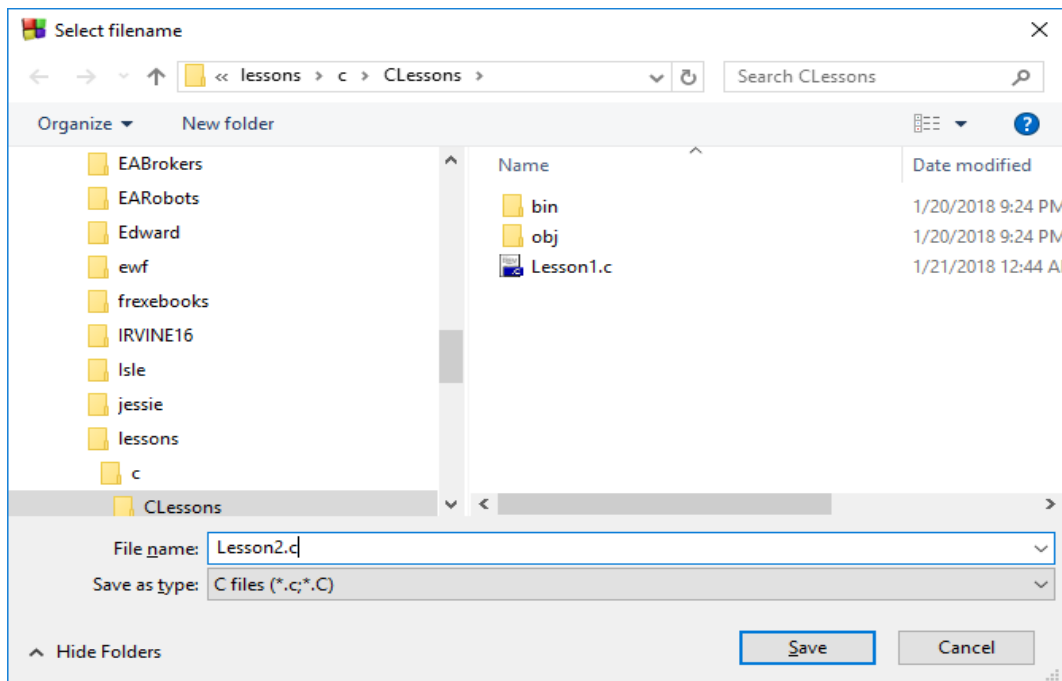 Select filename
« lessons > c > CLessons >
Search CLessons
Organize
New folder
?
EABrokers
EARobots
Edward
ewf
frexebooks
IRVINE16
Isle
jessie
lessons
c
CLessons
Name
Date modified
bin
1/20/2018 9:24 PM
obj
1/20/2018 9:24 PM
Lesson1.c
1/21/2018 12:44 A
File name:
Lesson2.c
Save as type:
C files (*.c;*.C)
Hide Folders
Save
Cancel